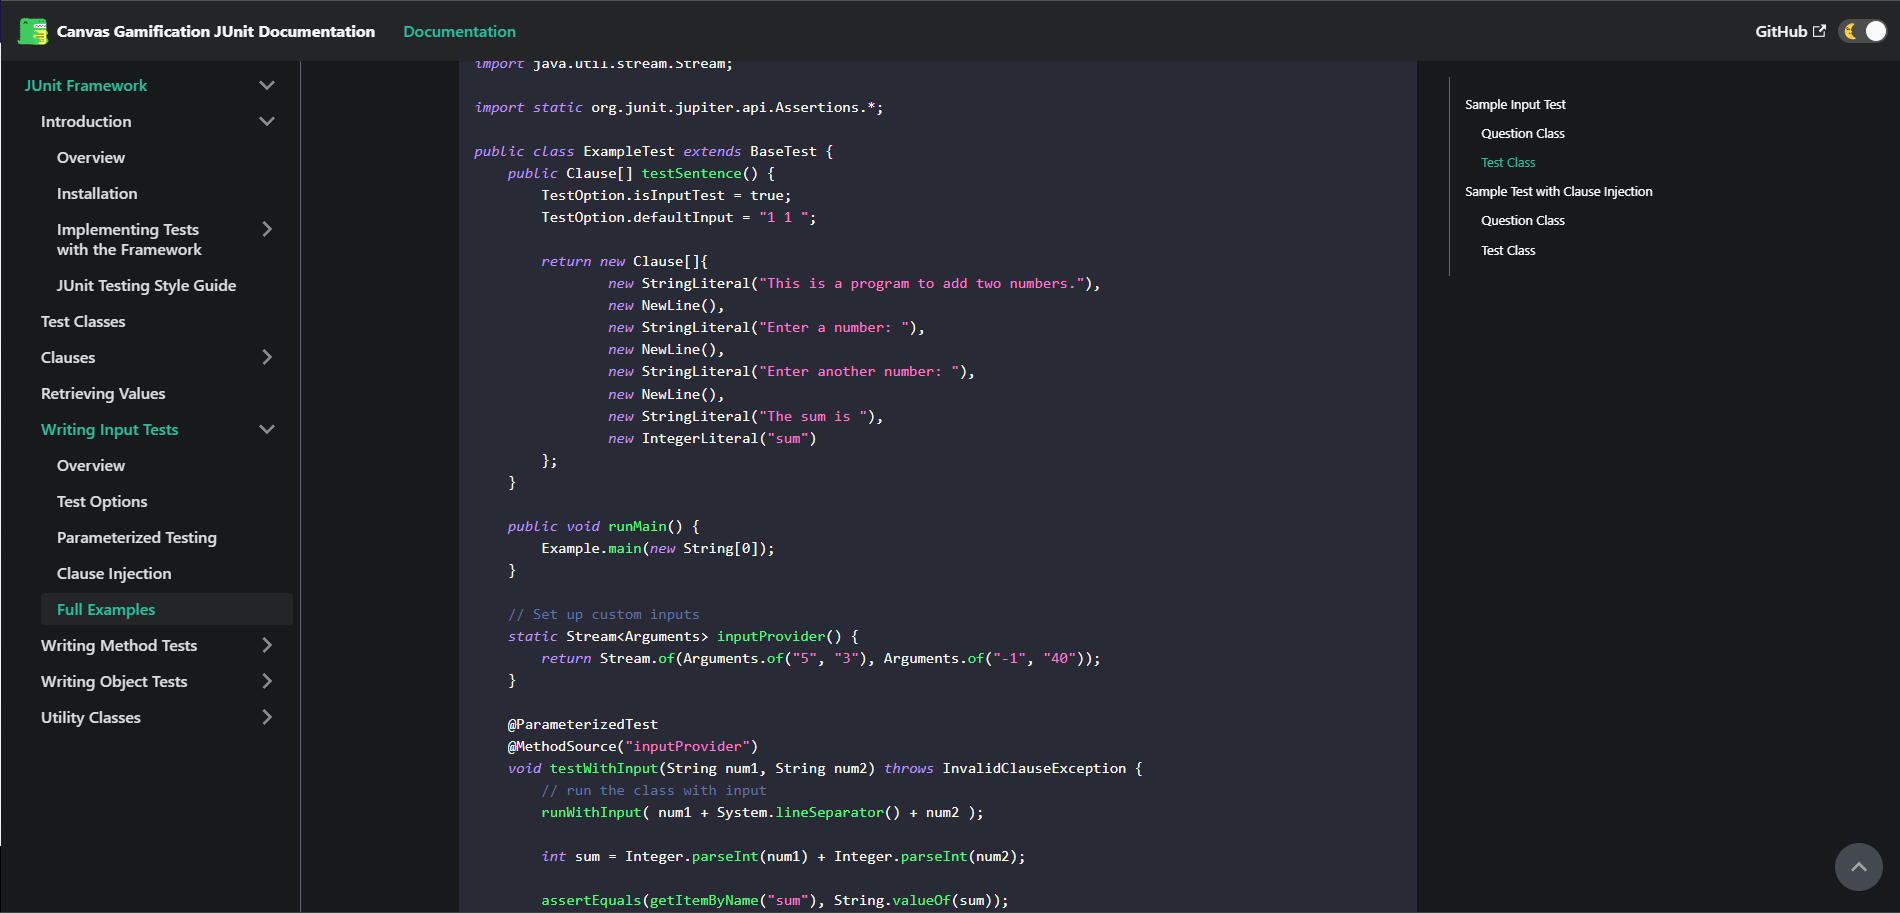 Canvas Gamification JUnit Documentation Documentation GitHub
JUnit Framework
Introduction
Overview
Installation
Implementing Tests
with the Framework
JUnit Testing Style Guide
Test Classes
Clauses
Retrieving Values
Writing Input Tests
Overview
Test Options
Parameterized Testing
Clause Injection
Full Examples
Writing Method Tests
Writing Object Tests
Utility Classes
import java.util.stream.Stream;
import static org.junit.jupiter.api.Assertions.*;
public class ExampleTest extends BaseTest {
public Clause[] testSentence() {
TestOption.isInputTest = true;
TestOption.defaultInput = "1 1 ";
return new Clause[]{
new StringLiteral("This is a program to add two numbers."),
new NewLine(),
new StringLiteral("Enter a number: "),
new NewLine(),
new StringLiteral("Enter another number: "),
new NewLine(),
new StringLiteral("The sum is "),
new IntegerLiteral("sum")
};
}
public void runMain() {
Example.main(new String[0]);
}
// Set up custom inputs
static Stream<Arguments> inputProvider() {
return Stream.of(Arguments.of("5", "3"), Arguments.of("-1", "40"));
}
@ParameterizedTest
@MethodSource("inputProvider")
void testWithInput(String num1, String num2) throws InvalidClauseException {
// run the class with input
runWithInput( num1 + System.lineSeparator() + num2 );
int sum = Integer.parseInt(num1) + Integer.parseInt(num2);
assertEquals(getItemByName("sum"), String.valueOf(sum));
Sample Input Test
Question Class
Test Class
Sample Test with Clause Injection
Question Class
Test Class